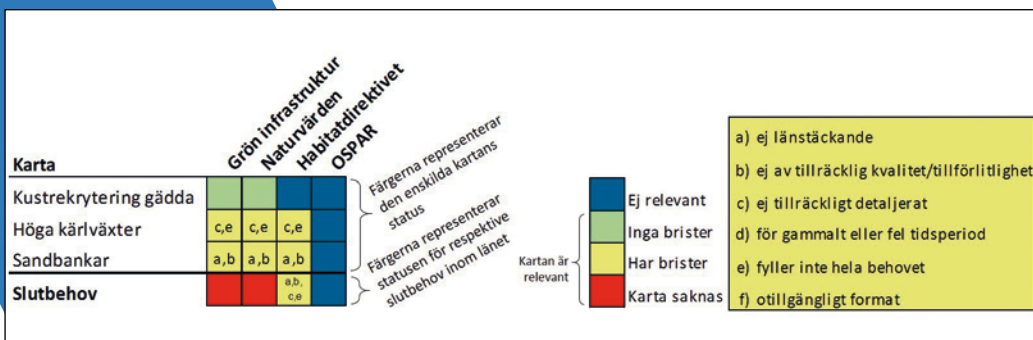 Grön infrastruktur
Naturvärden
Habitatdirektivet
OSPAR
Karta
Kustrekrytering gädda
Höga kärlväxter c,e c,e c,e
Sandbankar a,b a,b a,b
Slutbehov a,b, c,e
Färgerna representerar
den enskilda kartans
status
Färgerna representerar
statusen för respektive
slutbehov inom länet
Kartan är
relevant
Ej relevant
Inga brister
Har brister
Karta saknas
a) ej länstäckande
b) ej av tillräcklig kvalitet/tillförlitlighet
c) ej tillräckligt detaljerat
d) för gammalt eller fel tidsperiod
e) fyller inte hela behovet
f) otillgängligt format